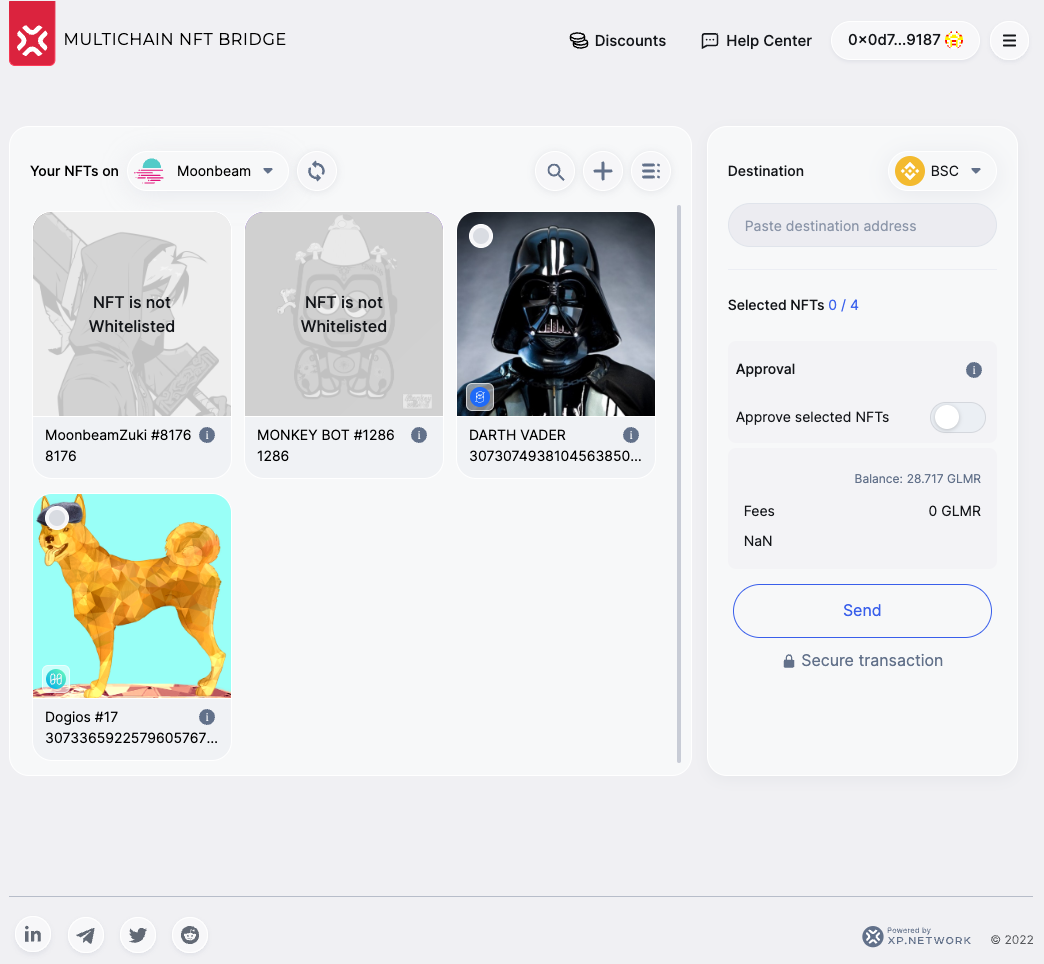 MULTICHAIN NFT BRIDGE
Discounts
Help Center
0x0d7...9187
Your NFTs on
Moonbeam
NFT is not
Whitelisted
MoonbeamZuki #8176
8176
NFT is not
Whitelisted
MONKEY BOT #1286
1286
DARTH VADER
3073074938104563850...
Dogios #17
3073365922579605767...
Destination
BSC
Paste destination address
Selected NFTs 0 / 4
Approval
Approve selected NFTs
Balance: 28.717 GLMR
Fees 0 GLMR
NaN
Send
Secure transaction
in
Powered by
XP.NETWORK
© 2022